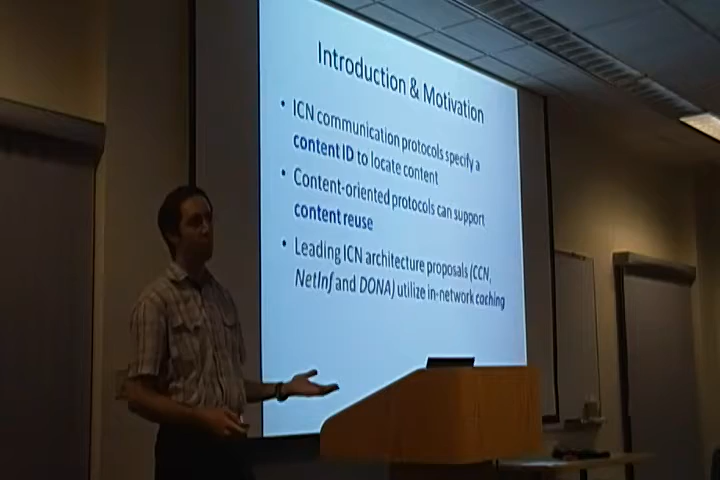 Introduction & Motivation
• ICN communication protocols specify a
content ID to locate content
• Content-oriented protocols can support
content reuse
• Leading ICN architecture proposals (CCN,
NetInf and DONA) utilize in-network caching